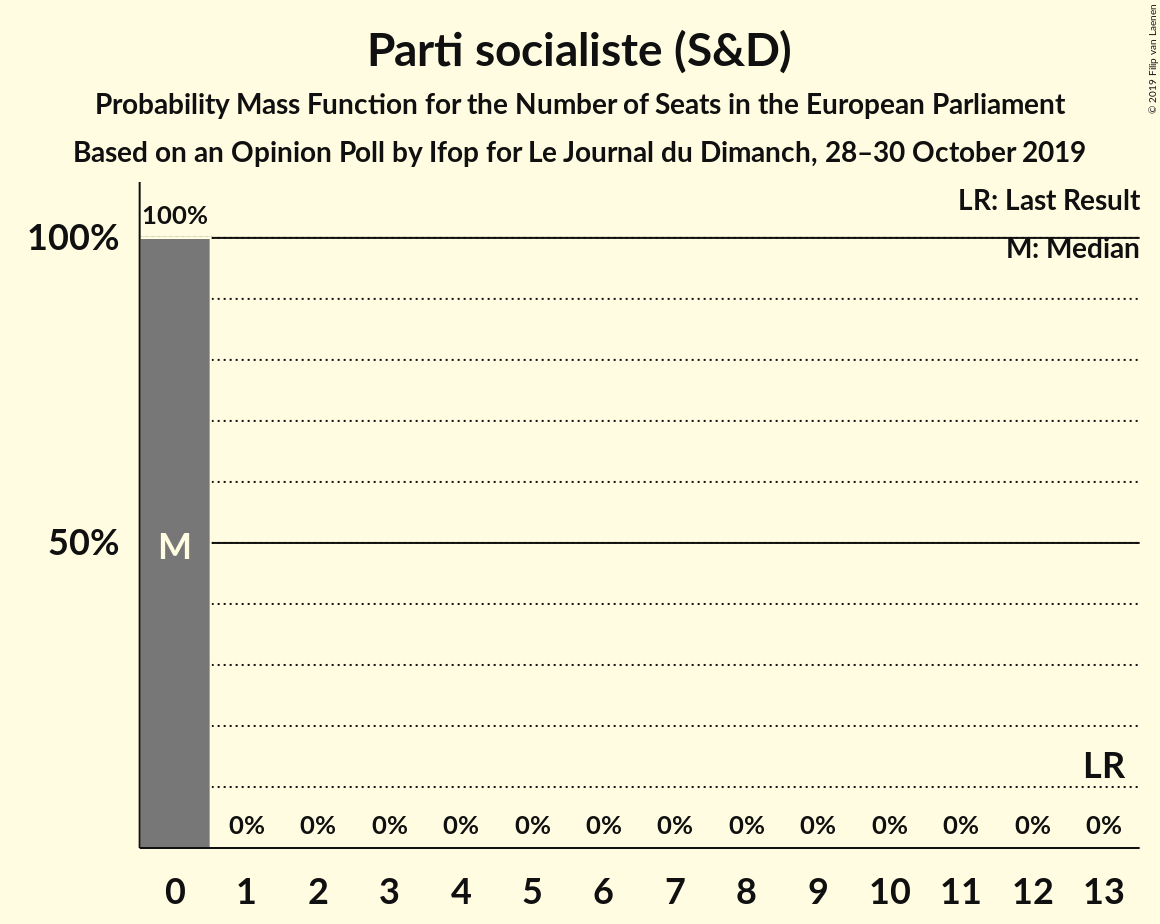 Parti socialiste (S&D)
Probability Mass Function for the Number of Seats in the European Parliament
Based on an Opinion Poll by Ifop for Le Journal du Dimanch, 28–30 October 2019
© 2019 Filip van Laenen
LR: Last Result
M: Median
100%
100%
50%
M
LR
0% 0% 0% 0% 0% 0% 0% 0% 0% 0% 0% 0% 0%
0 1 2 3 4 5 6 7 8 9 10 11 12 13